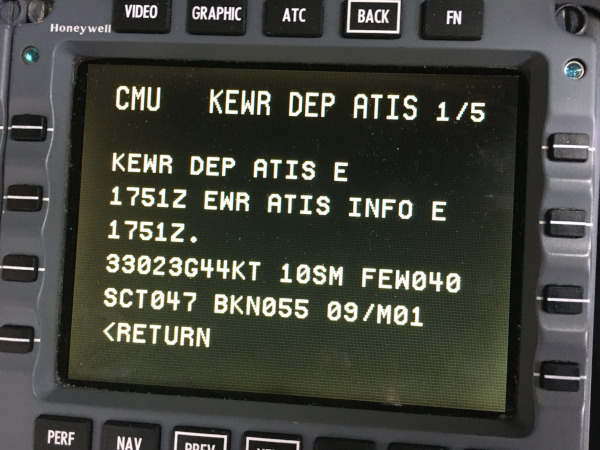 VIDEO GRAPHIC ATC BACK FN
Honeywell
CMU KEWR DEP ATIS 1/5
KEWR DEP ATIS E
1751Z EWR ATIS INFO E
1751Z.
33023G44KT 10SM FEW040
SCT047 BKN055 09/M01
<RETURN
PERF NAV PREV